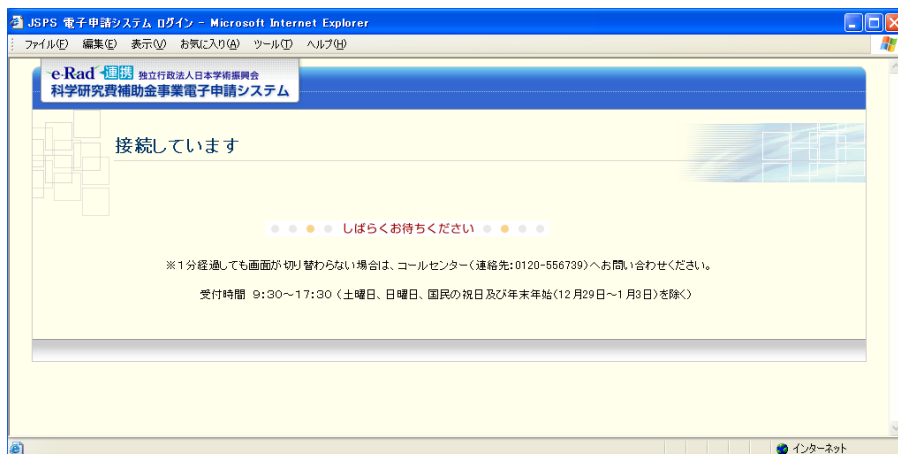 JSPS 電子申請システム ログイン - Microsoft Internet Explorer
ファイル(F) 編集(E) 表示(V) お気に入り(A) ツール(T) ヘルプ(H)
e-Rad 連携 独立行政法人日本学術振興会
科学研究費補助金事業電子申請システム
接続しています
しばらくお待ちください
※1分経過しても画面が切り替わらない場合は、コールセンター(連絡先:0120-556739)へお問い合わせください。
受付時間 9:30～17:30 (土曜日、日曜日、国民の祝日及び年末年始(12月29日～1月3日)を除く)
インターネット